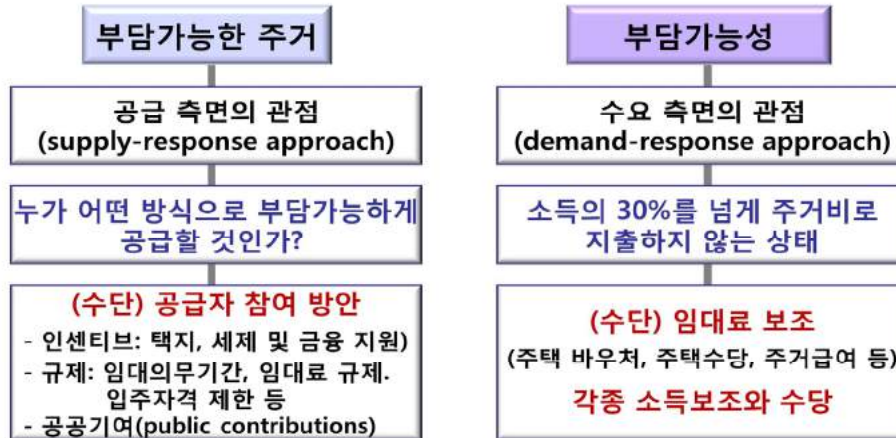 부담가능한 주거
공급 측면의 관점
(supply-response approach)
누가 어떤 방식으로 부담가능하게
공급할 것인가?
(수단) 공급자 참여 방안
- 인센티브: 택지, 세제 및 금융 지원)
- 규제: 임대의무기간, 임대료 규제.
입주자격 제한 등
- 공공기여(public contributions)
부담가능성
수요 측면의 관점
(demand-response approach)
소득의 30%를 넘게 주거비로
지출하지 않는 상태
(수단) 임대료 보조
(주택 바우처, 주택수당, 주거급여 등)
각종 소득보조와 수당